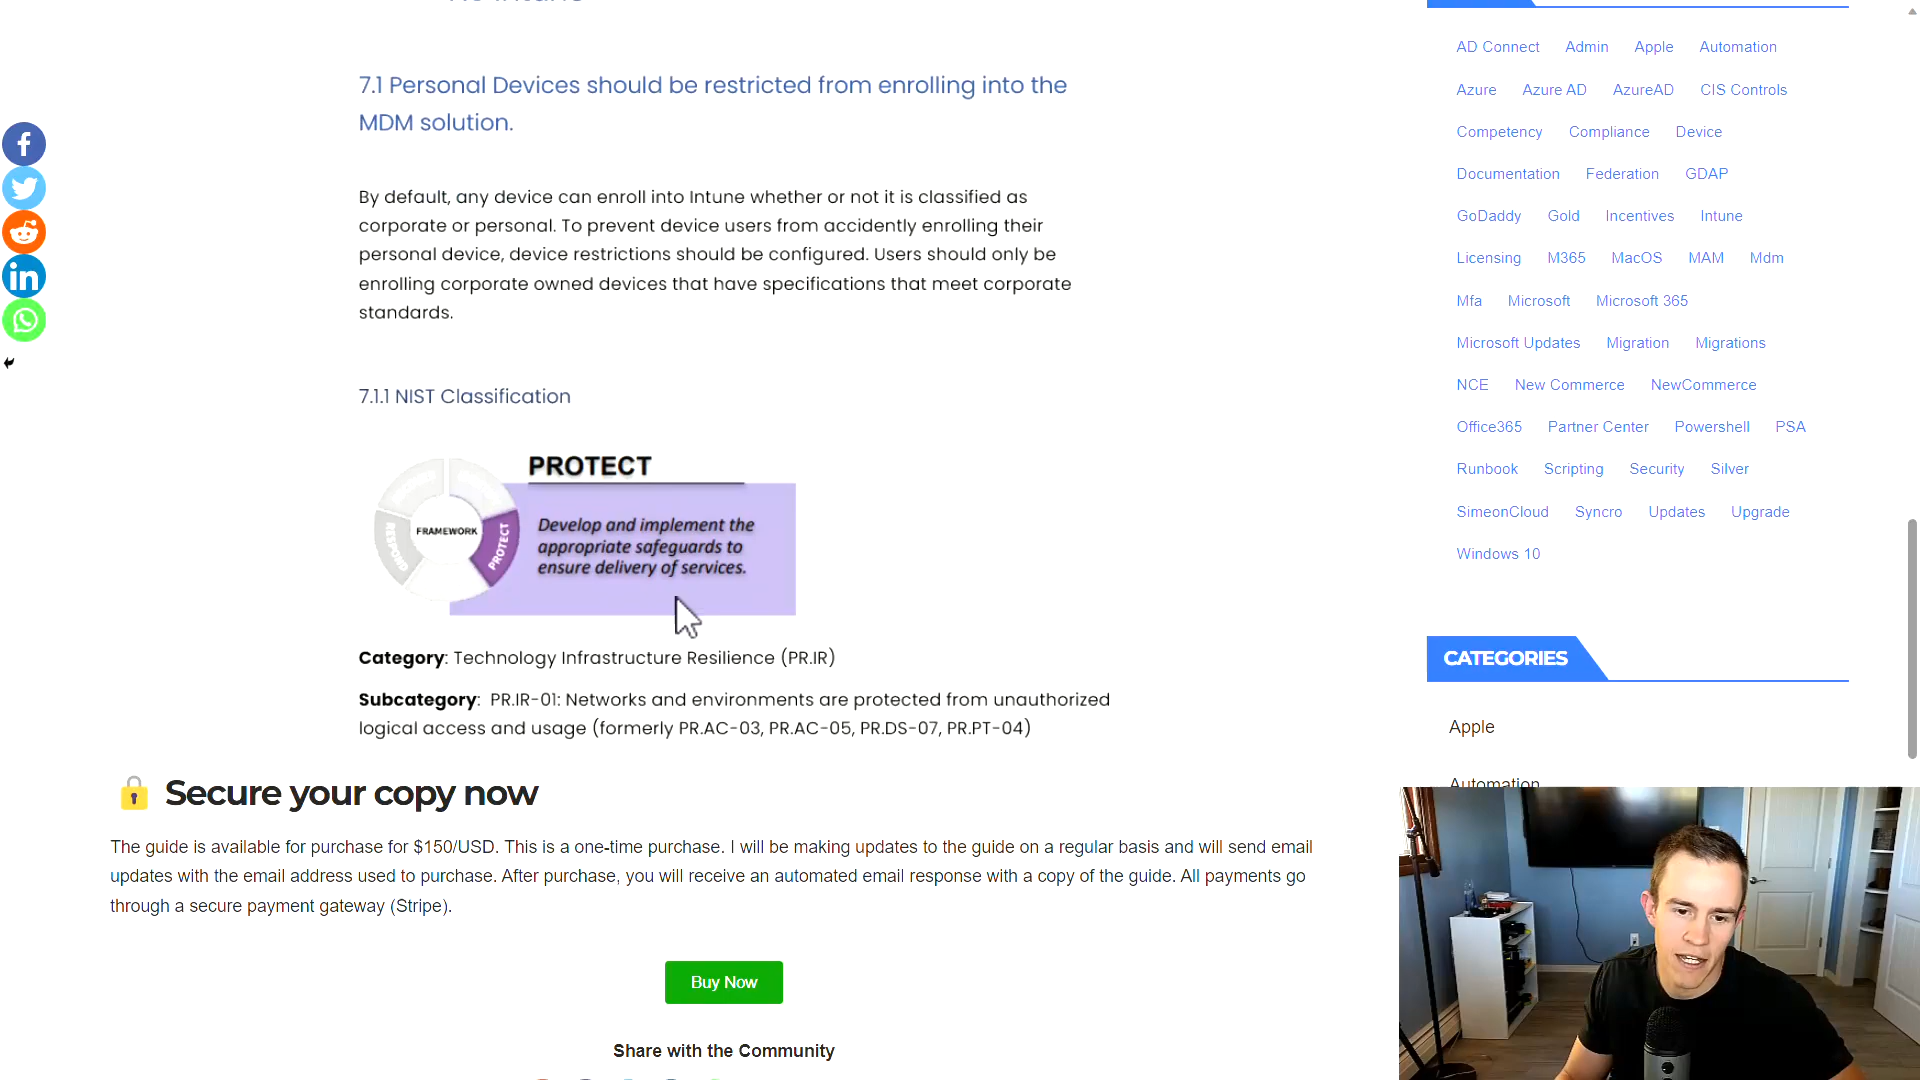 7.1 Personal Devices should be restricted from enrolling into the
MDM solution.
By default, any device can enroll into Intune whether or not it is classified as
corporate or personal. To prevent device users from accidently enrolling their
personal device, device restrictions should be configured. Users should only be
enrolling corporate owned devices that have specifications that meet corporate
standards.
7.1.1 NIST Classification
FRAMEWORK
PROTECT
RESPOND
PROTECT
Develop and implement the
appropriate safeguards to
ensure delivery of services.
Category: Technology Infrastructure Resilience (PR.IR)
Subcategory: PR.IR-01: Networks and environments are protected from unauthorized
logical access and usage (formerly PR.AC-03, PR.AC-05, PR.DS-07, PR.PT-04)
Secure your copy now
The guide is available for purchase for $150/USD. This is a one-time purchase. I will be making updates to the guide on a regular basis and will send email
updates with the email address used to purchase. After purchase, you will receive an automated email response with a copy of the guide. All payments go
through a secure payment gateway (Stripe).
Buy Now
Share with the Community
AD Connect Admin Apple Automation
Azure Azure AD AzureAD CIS Controls
Competency Compliance Device
Documentation Federation GDAP
GoDaddy Gold Incentives Intune
Licensing M365 MacOS MAM Mdm
Mfa Microsoft Microsoft 365
Microsoft Updates Migration Migrations
NCE New Commerce NewCommerce
Office365 Partner Center Powershell PSA
Runbook Scripting Security Silver
SimeonCloud Syncro Updates Upgrade
Windows 10
CATEGORIES
Apple
Automation